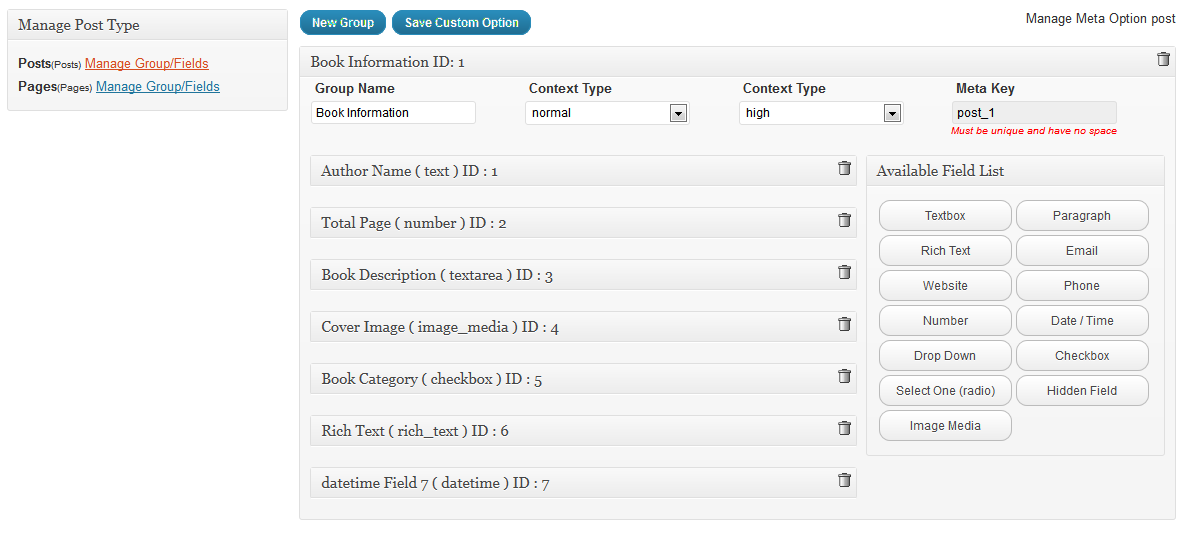 Manage Post Type
Posts(Posts) Manage Group/Fields
Pages(Pages) Manage Group/Fields
New Group Save Custom Option
Manage Meta Option post
Book Information ID: 1
Group Name Context Type Context Type Meta Key
Book Information normal high post_1
Must be unique and have no space
Author Name ( text ) ID : 1
Total Page ( number ) ID : 2
Book Description ( textarea ) ID : 3
Cover Image ( image_media ) ID : 4
Book Category ( checkbox ) ID : 5
Rich Text ( rich_text ) ID : 6
datetime Field 7 ( datetime ) ID : 7
Available Field List
Textbox Paragraph
Rich Text Email
Website Phone
Number Date / Time
Drop Down Checkbox
Select One (radio) Hidden Field
Image Media